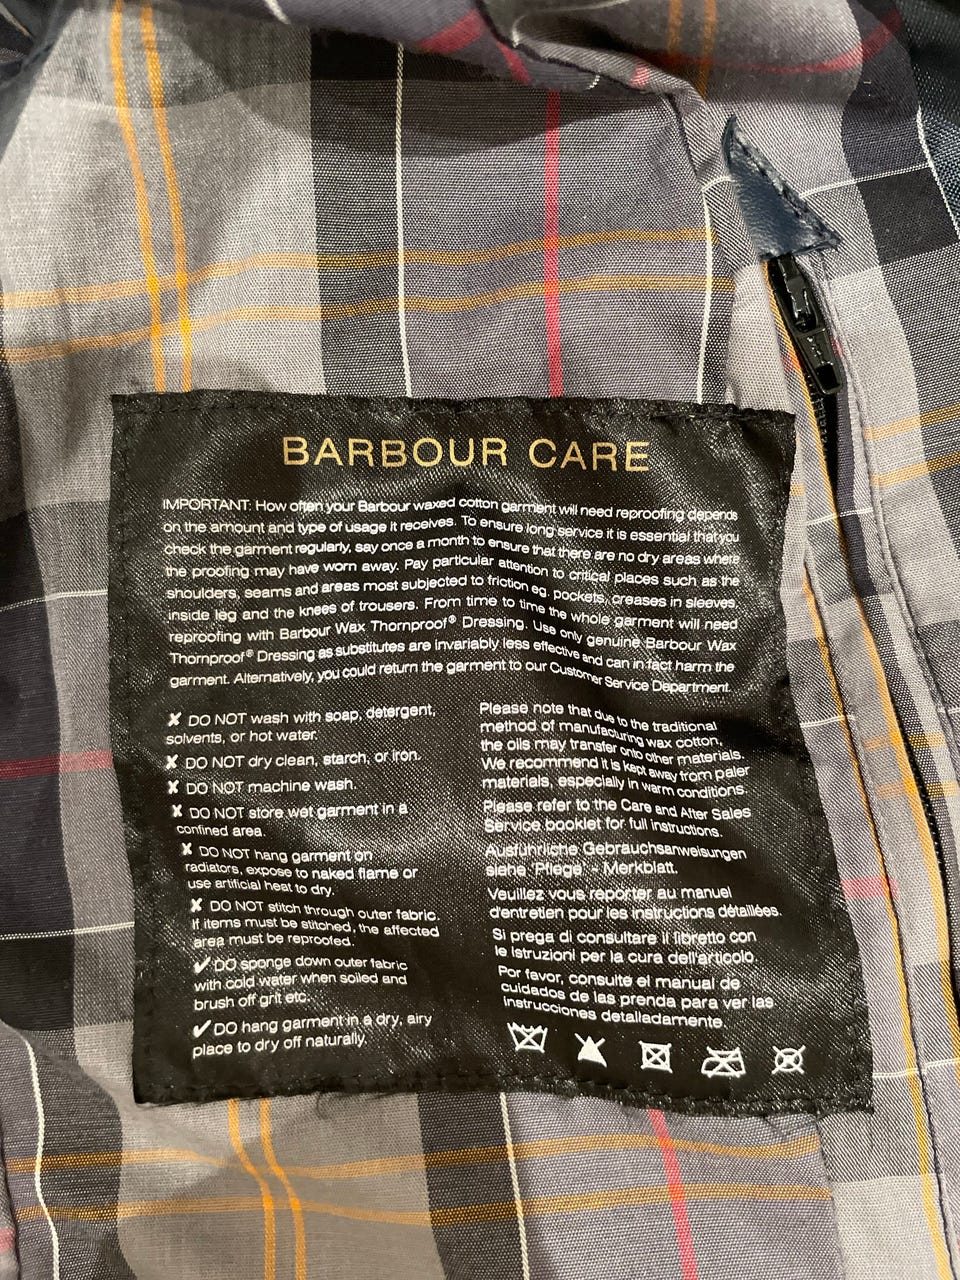 BARBOUR CARE
IMPORTANT: How often your Barbour waxed cotton garment will need reproofing depends
on the amount and type of usage it receives. To ensure long service it is essential that you
check the garment regularly, say once a month to ensure that there are no dry areas where
the proofing may have worn away. Pay particular attention to critical places such as the
shoulders, seams and areas most subjected to friction eg. pockets, creases in sleeves,
inside leg and the knees of trousers. From time to time the whole garment will need
reproofing with Barbour Wax Thornproof® Dressing. Use only genuine Barbour Wax
Thornproof® Dressing as substitutes are invariably less effective and can in fact harm the
garment. Alternatively, you could return the garment to our Customer Service Department.
✘ DO NOT wash with soap, detergent,
solvents, or hot water.
✘ DO NOT dry clean, starch, or iron.
✘ DO NOT machine wash.
✘ DO NOT store wet garment in a
confined area.
✘ DO NOT hang garment on
radiators, expose to naked flame or
use artificial heat to dry.
✘ DO NOT stitch through outer fabric.
If items must be stitched, the affected
area must be reproofed.
✔ DO sponge down outer fabric
with cold water when soiled and
brush off grit etc.
✔ DO hang garment in a dry, airy
place to dry off naturally.
Please note that due to the traditional
method of manufacturing wax cotton,
the oils may transfer onto other materials.
We recommend it is kept away from paler
materials, especially in warm conditions.
Please refer to the Care and After Sales
Service booklet for full instructions.
Ausführliche Gebrauchsanweisungen
siehe 'Pflege' - Merkblatt.
Veuillez vous reporter au manuel
d'entretien pour les instructions détaillées.
Si prega di consultare il libretto con
le istruzioni per la cura dell'articolo.
Por favor, consulte el manual de
cuidados de las prenda para ver las
instrucciones detalladamente.